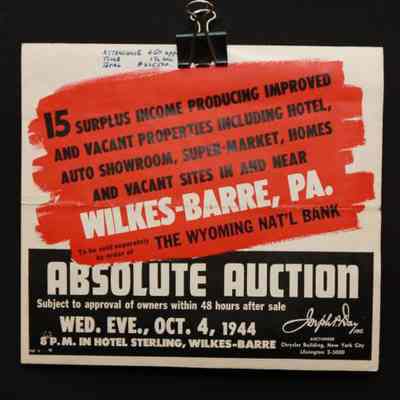 15 SURPLUS INCOME PRODUCING IMPROVED
AND VACANT PROPERTIES INCLUDING HOTEL,
AUTO SHOWROOM, SUPER-MARKET, HOMES
AND VACANT SITES IN AND NEAR
WILKES-BARRE, PA.
To be sold separately
by order of
THE WYOMING NAT'L BANK
ABSOLUTE AUCTION
Subject to approval of owners within 48 hours after sale
WED. EVE., OCT. 4, 1944
8 P.M. IN HOTEL STERLING, WILKES-BARRE
Joseph P. Day INC.
AUCTIONEER
Chrysler Building, New York City
LExington 2-5000